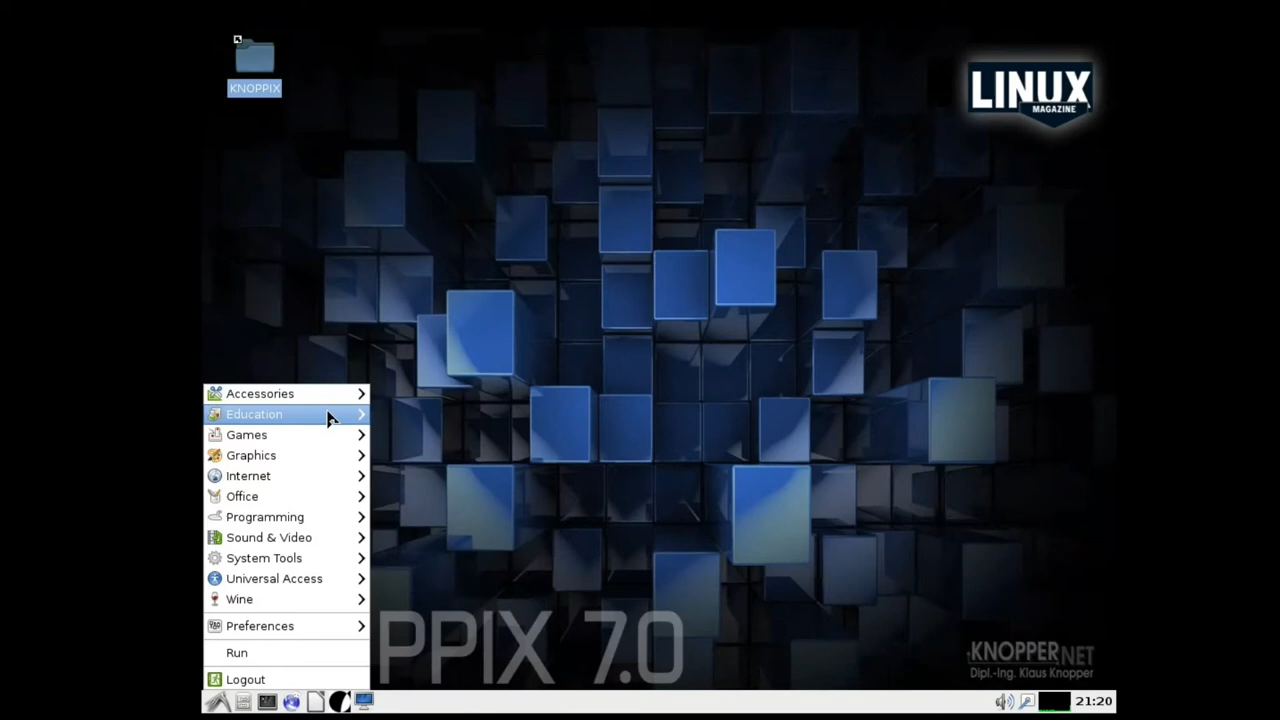 KNOPPIX
LINUX
MAGAZINE
Accessories
Education
Games
Graphics
Internet
Office
Programming
Sound & Video
System Tools
Universal Access
Wine
Preferences
Run
Logout
PPIX 7.0
KNOPPER.NET
Dipl.-Ing. Klaus Knopper
21:20